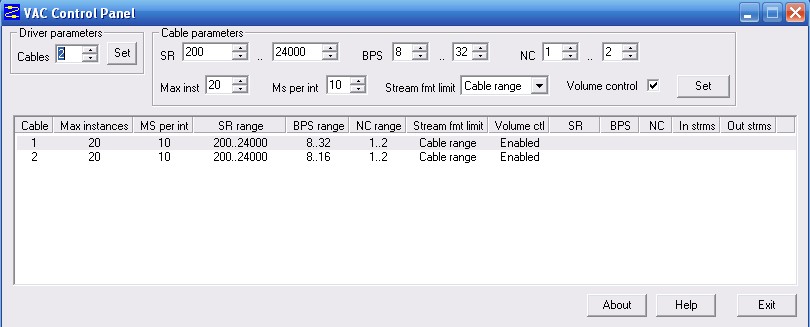 VAC Control Panel
Driver parameters
Cables 2 Set
Cable parameters
SR 200 .. 24000 BPS 8 .. 32 NC 1 .. 2
Max inst 20 Ms per int 10 Stream fmt limit Cable range Volume control Set
Cable Max instances MS per int SR range BPS range NC range Stream fmt limit Volume ctl SR BPS NC In strms Out strms
1 20 10 200..24000 8..32 1..2 Cable range Enabled
2 20 10 200..24000 8..16 1..2 Cable range Enabled
About Help Exit